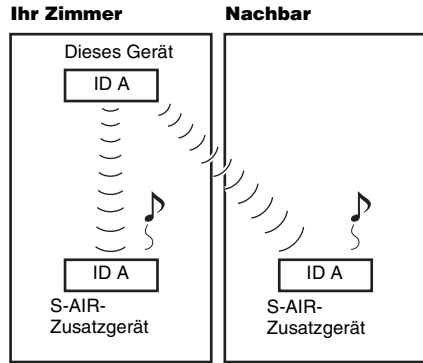 Ihr Zimmer
Nachbar
Dieses Gerät
ID A
ID A
S-AIR-
Zusatzgerät
ID A
S-AIR-
Zusatzgerät